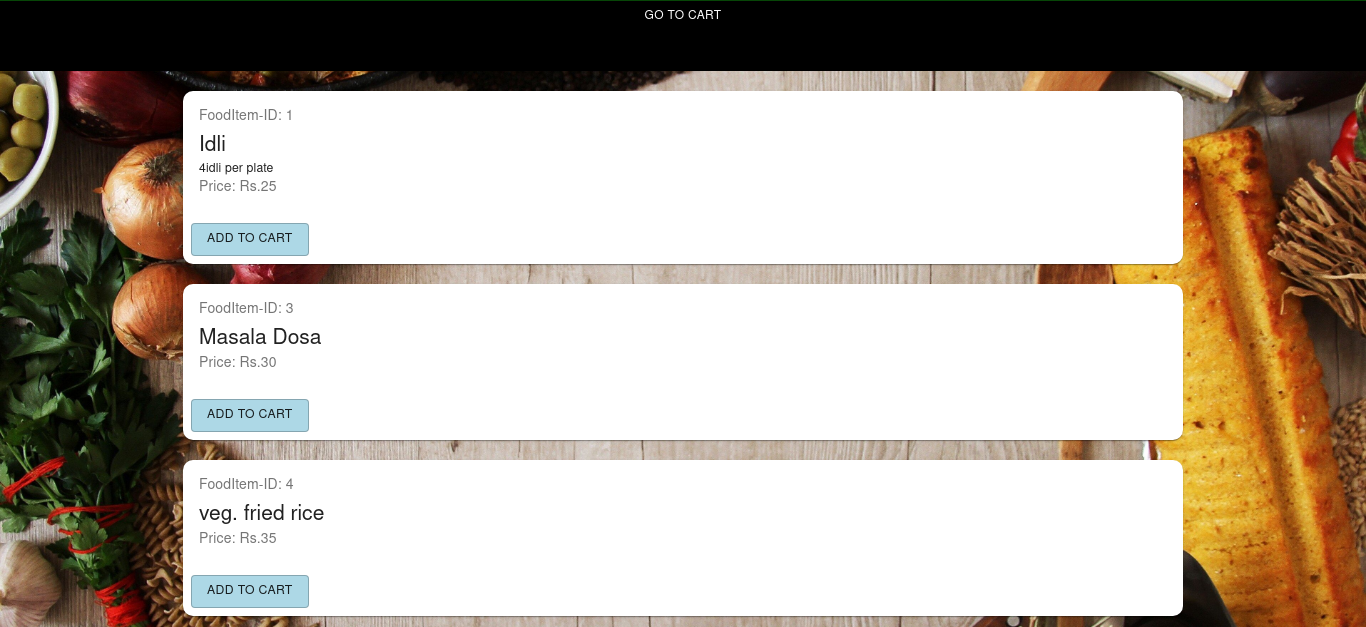 GO TO CART
FoodItem-ID: 1
Idli
4idli per plate
Price: Rs.25
ADD TO CART
FoodItem-ID: 3
Masala Dosa
Price: Rs.30
ADD TO CART
FoodItem-ID: 4
veg. fried rice
Price: Rs.35
ADD TO CART